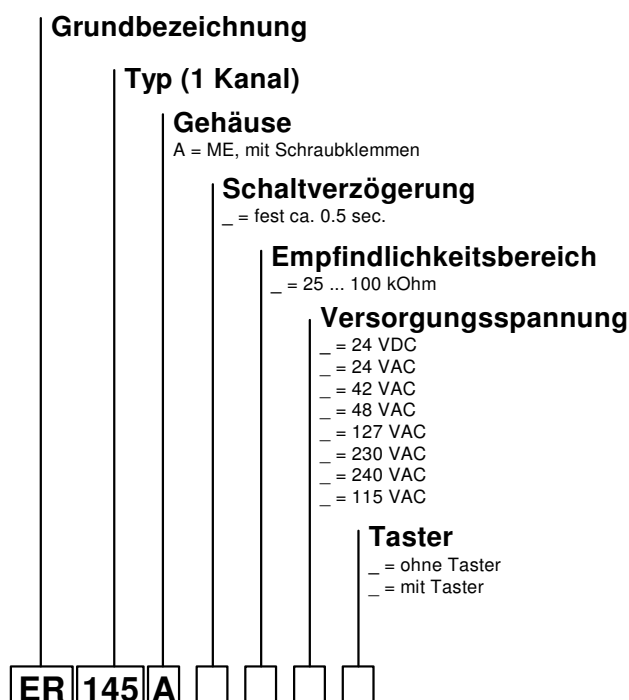 Grundbezeichnung
Typ (1 Kanal)
Gehäuse
A = ME, mit Schraubklemmen
Schaltverzögerung
_ = fest ca. 0.5 sec.
Empfindlichkeitsbereich
_ = 25 ... 100 kOhm
Versorgungsspannung
_ = 24 VDC
_ = 24 VAC
_ = 42 VAC
_ = 48 VAC
_ = 127 VAC
_ = 230 VAC
_ = 240 VAC
_ = 115 VAC
Taster
_ = ohne Taster
_ = mit Taster
ER 145 A